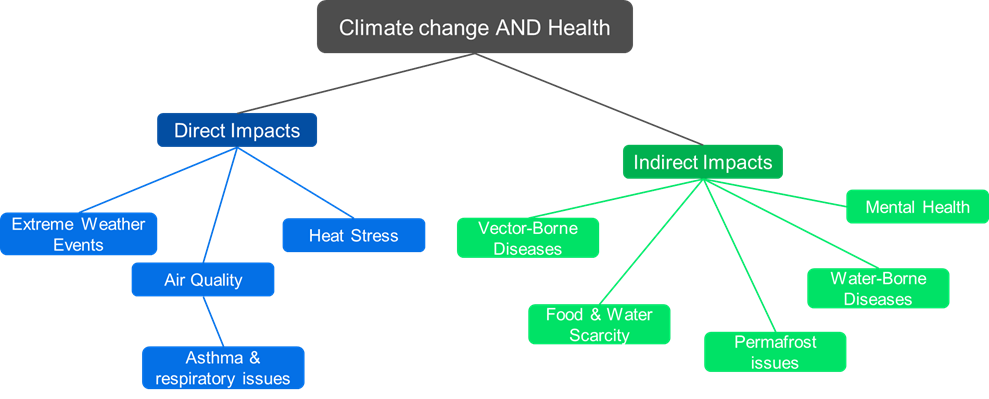 Climate change AND Health
Direct Impacts
Extreme Weather
Events
Heat Stress
Air Quality
Asthma &
respiratory issues
Indirect Impacts
Vector-Borne
Diseases
Food & Water
Scarcity
Permafrost
issues
Water-Borne
Diseases
Mental Health